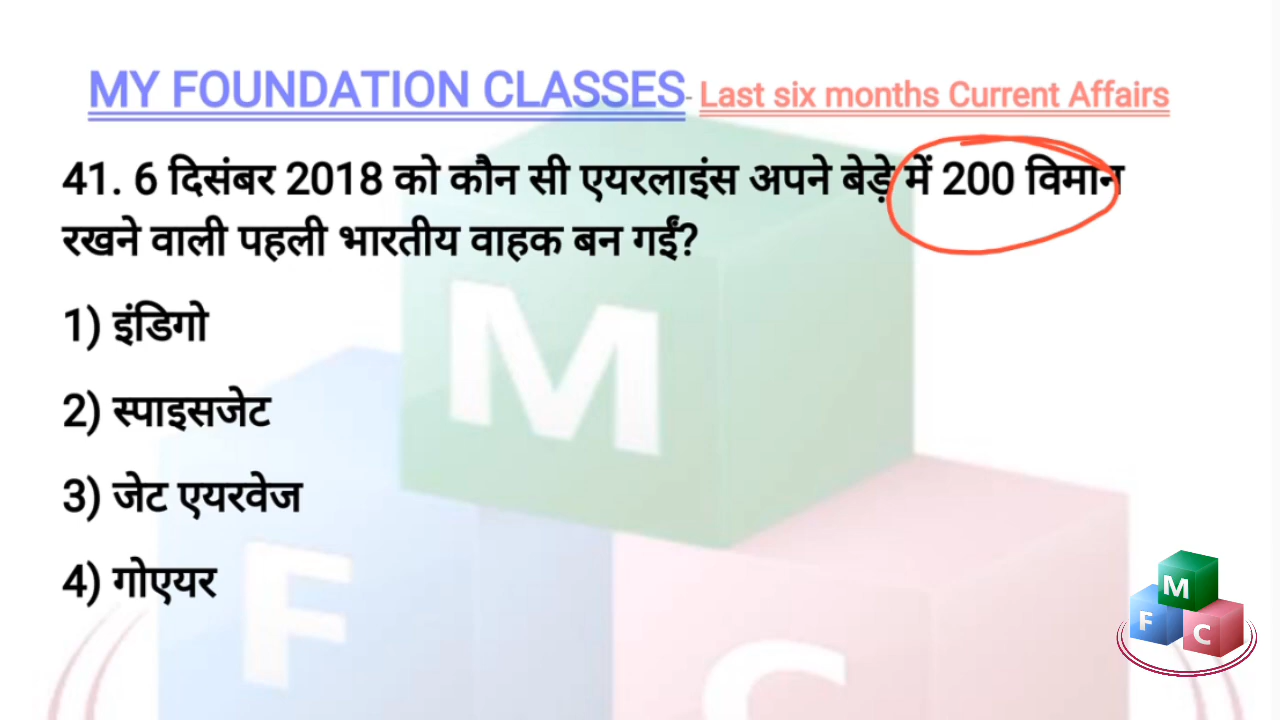 MY FOUNDATION CLASSES- Last six months Current Affairs
41. 6 दिसंबर 2018 को कौन सी एयरलाइंस अपने बेड़े में 200 विमान
रखने वाली पहली भारतीय वाहक बन गईं?
1) इंडिगो
2) स्पाइसजेट
3) जेट एयरवेज
4) गोएयर
M
F
C
M
F
C